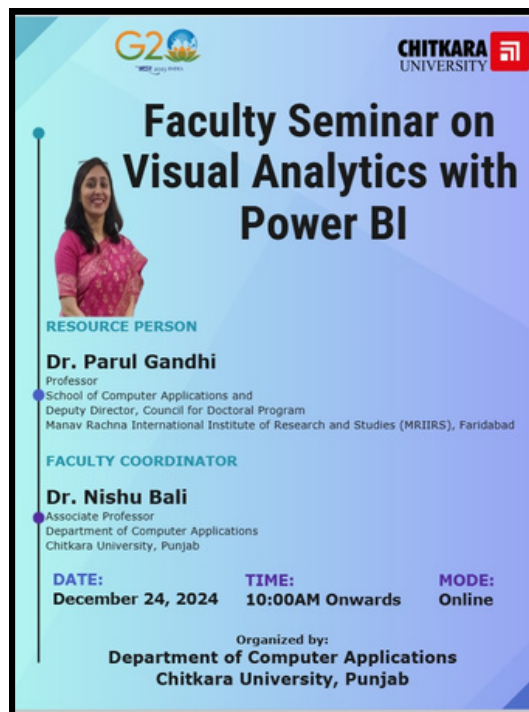 G20
CHITKARA
UNIVERSITY
Faculty Seminar on
Visual Analytics with
Power BI
RESOURCE PERSON
Dr. Parul Gandhi
Professor
School of Computer Applications and
Deputy Director, Council for Doctoral Program
Manav Rachna International Institute of Research and Studies (MRIIRS), Faridabad
FACULTY COORDINATOR
Dr. Nishu Bali
Associate Professor
Department of Computer Applications
Chitkara University, Punjab
DATE: TIME: MODE:
December 24, 2024 10:00AM Onwards Online
Organized by:
Department of Computer Applications
Chitkara University, Punjab